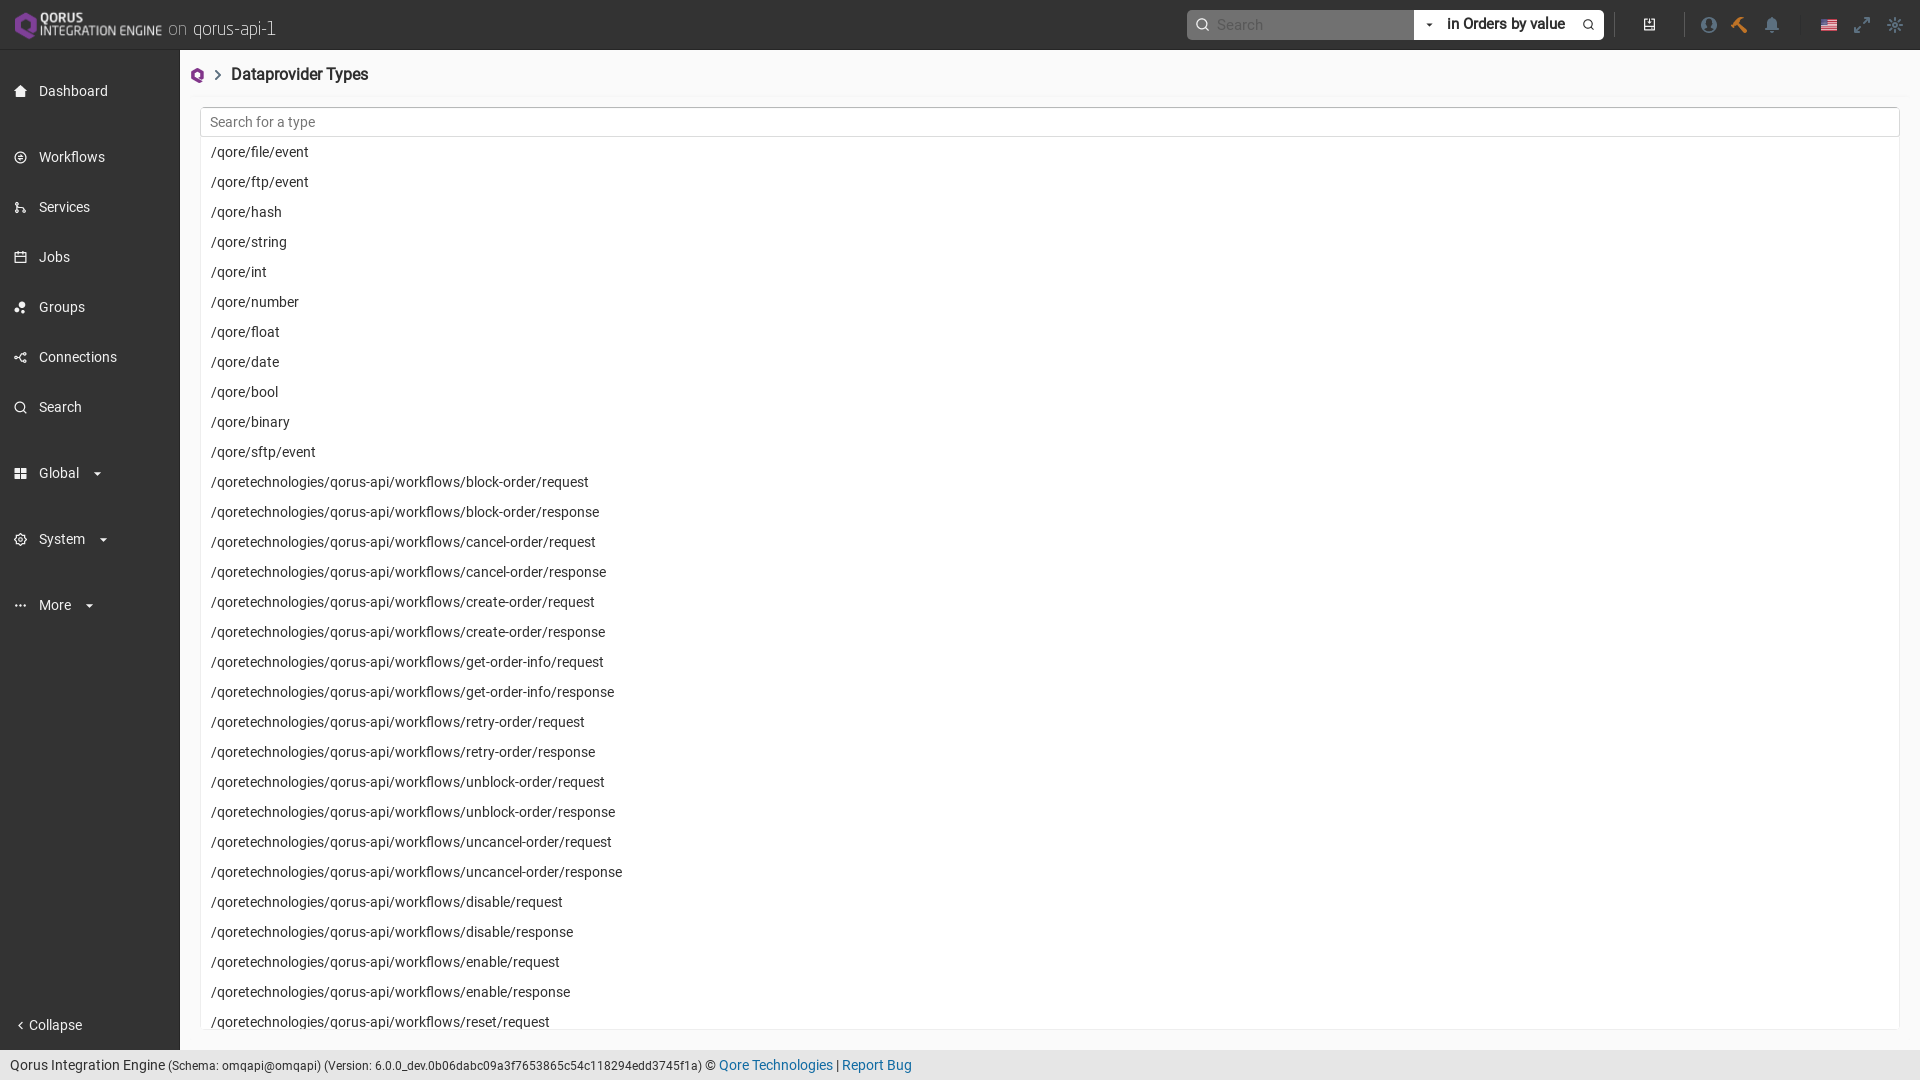 QORUS
INTEGRATION ENGINE on qorus-api-1
Search
in Orders by value
Dataprovider Types
Dashboard
Workflows
Services
Jobs
Groups
Connections
Search
Global
System
More
Collapse
Search for a type
/qore/file/event
/qore/ftp/event
/qore/hash
/qore/string
/qore/int
/qore/number
/qore/float
/qore/date
/qore/bool
/qore/binary
/qore/sftp/event
/qoretechnologies/qorus-api/workflows/block-order/request
/qoretechnologies/qorus-api/workflows/block-order/response
/qoretechnologies/qorus-api/workflows/cancel-order/request
/qoretechnologies/qorus-api/workflows/cancel-order/response
/qoretechnologies/qorus-api/workflows/create-order/request
/qoretechnologies/qorus-api/workflows/create-order/response
/qoretechnologies/qorus-api/workflows/get-order-info/request
/qoretechnologies/qorus-api/workflows/get-order-info/response
/qoretechnologies/qorus-api/workflows/retry-order/request
/qoretechnologies/qorus-api/workflows/retry-order/response
/qoretechnologies/qorus-api/workflows/unblock-order/request
/qoretechnologies/qorus-api/workflows/unblock-order/response
/qoretechnologies/qorus-api/workflows/uncancel-order/request
/qoretechnologies/qorus-api/workflows/uncancel-order/response
/qoretechnologies/qorus-api/workflows/disable/request
/qoretechnologies/qorus-api/workflows/disable/response
/qoretechnologies/qorus-api/workflows/enable/request
/qoretechnologies/qorus-api/workflows/enable/response
/qoretechnologies/qorus-api/workflows/reset/request
Qorus Integration Engine (Schema: omqapi@omqapi) (Version: 6.0.0_dev.0b06dabc09a3f7653865c54c118294edd3745f1a) © Qore Technologies | Report Bug